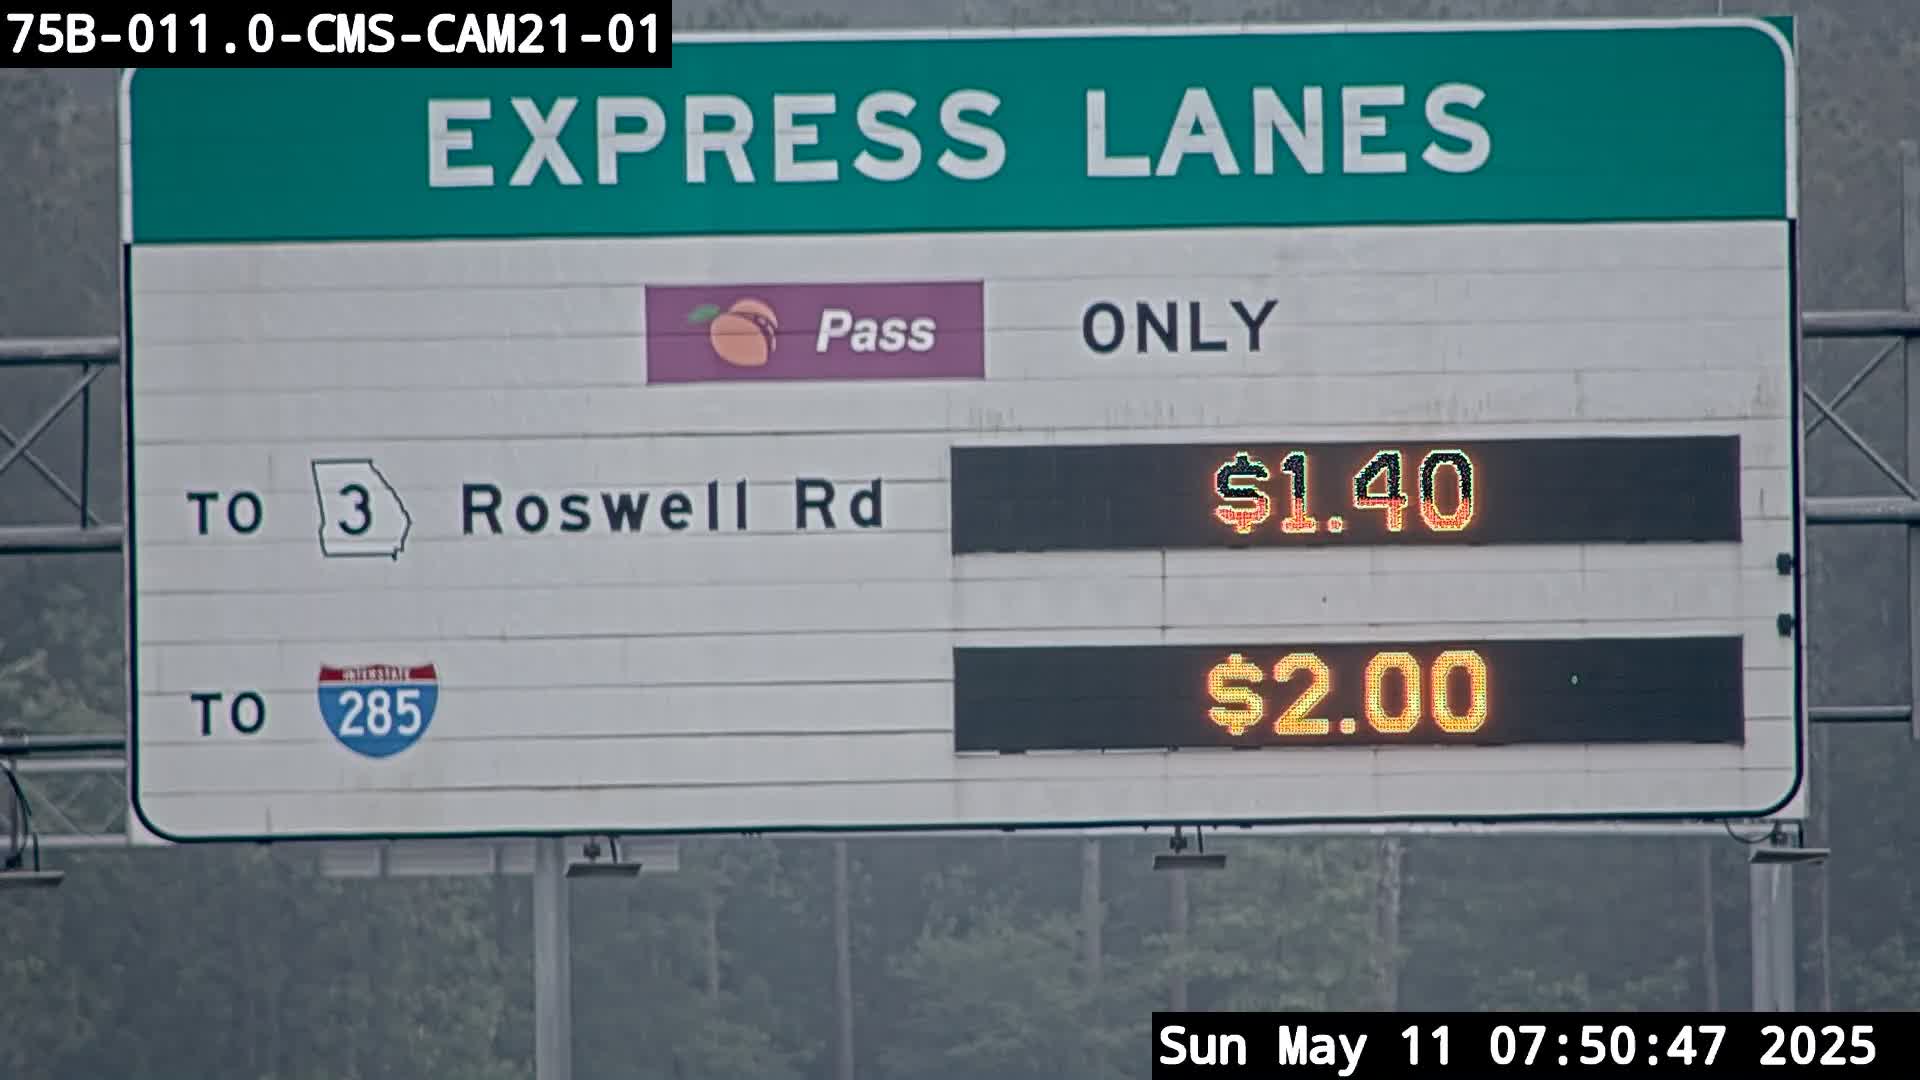 75B-011.0-CMS-CAM21-01
EXPRESS LANES
Pass ONLY
TO 3 Roswell Rd $1.40
TO INTERSTATE 285 $2.00
Sun May 11 07:50:47 2025